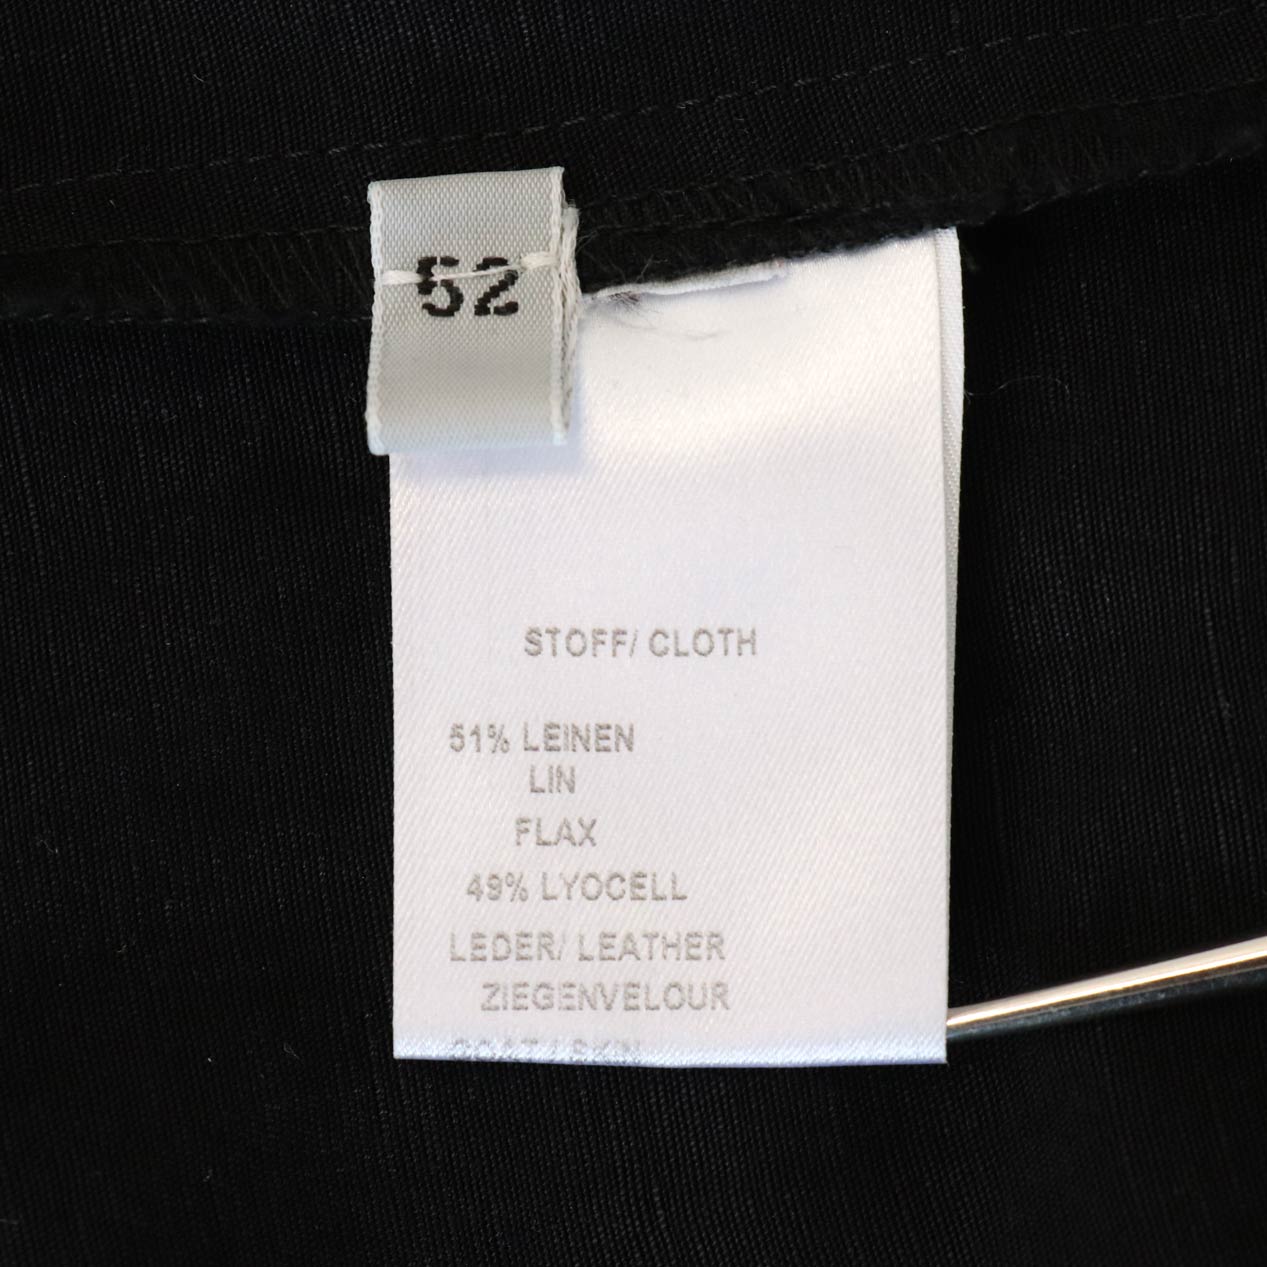 52
STOFF/ CLOTH
51% LEINEN
LIN
FLAX
49% LYOCELL
LEDER/ LEATHER
ZIEGENVELOUR